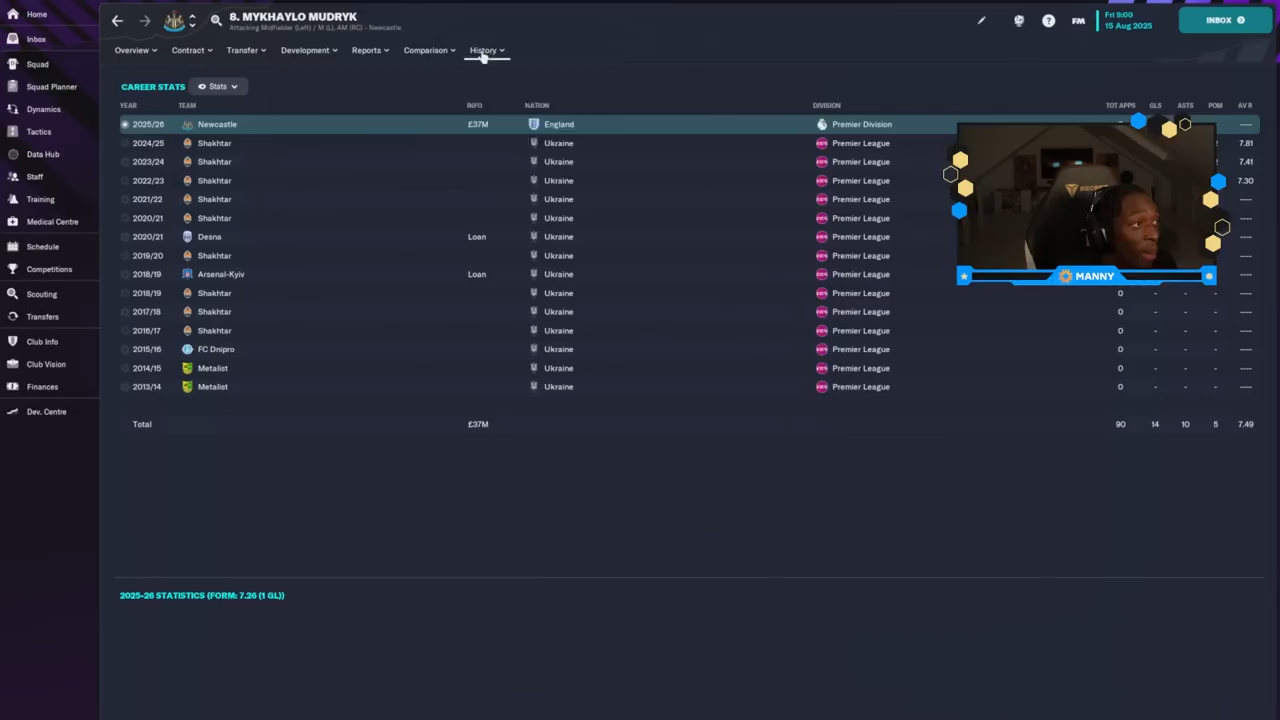 Home
Inbox
Squad
Squad Planner
Dynamics
Tactics
Data Hub
Staff
Training
Medical Centre
Schedule
Competitions
Scouting
Transfers
Club Info
Club Vision
Finances
Dev. Centre
8. MYKHAYLO MUDRYK
Attacking Midfielder (Left) / M (L), AM (RC) - Newcastle
FM
Fri 9:00
15 Aug 2025
INBOX
Overview Contract Transfer Development Reports Comparison History
CAREER STATS Stats
YEAR TEAM INFO NATION DIVISION TOT APPS GLS ASTS POM AV R
2025/26 Newcastle £37M England Premier Division ----
2024/25 Shakhtar Ukraine Premier League 7.81
2023/24 Shakhtar Ukraine Premier League 7.41
2022/23 Shakhtar Ukraine Premier League 7.30
2021/22 Shakhtar Ukraine Premier League ----
2020/21 Shakhtar Ukraine Premier League ----
2020/21 Desna Loan Ukraine Premier League ----
2019/20 Shakhtar Ukraine Premier League ----
2018/19 Arsenal-Kyiv Loan Ukraine Premier League ----
2018/19 Shakhtar Ukraine Premier League 0 - - - ----
2017/18 Shakhtar Ukraine Premier League 0 - - - ----
2016/17 Shakhtar Ukraine Premier League 0 - - - ----
2015/16 FC Dnipro Ukraine Premier League 0 - - - ----
2014/15 Metalist Ukraine Premier League 0 - - - ----
2013/14 Metalist Ukraine Premier League 0 - - - ----
Total £37M 90 14 10 5 7.49
2025-26 STATISTICS (FORM: 7.26 (1 GL))
MANNY